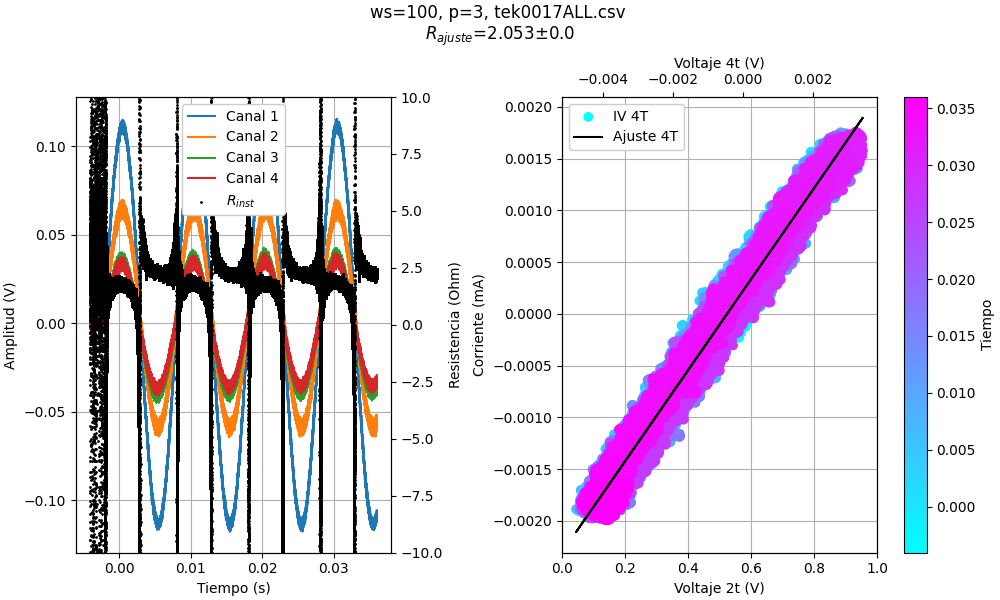 ws=100, p=3, tek0017ALL.csv
R_ajuste=2.053±0.0
Amplitud (V)
0.10
0.05
0.00
−0.05
−0.10
0.00
0.01
0.02
0.03
Tiempo (s)
Canal 1
Canal 2
Canal 3
Canal 4
R_inst
10.0
7.5
5.0
2.5
0.0
−2.5
−5.0
−7.5
−10.0
Resistencia (Ohm)
Voltaje 4t (V)
−0.004
−0.002
0.000
0.002
Corriente (mA)
0.0020
0.0015
0.0010
0.0005
0.0000
−0.0005
−0.0010
−0.0015
−0.0020
IV 4T
Ajuste 4T
0.0
0.2
0.4
0.6
0.8
1.0
Voltaje 2t (V)
0.035
0.030
0.025
0.020
0.015
0.010
0.005
0.000
Tiempo